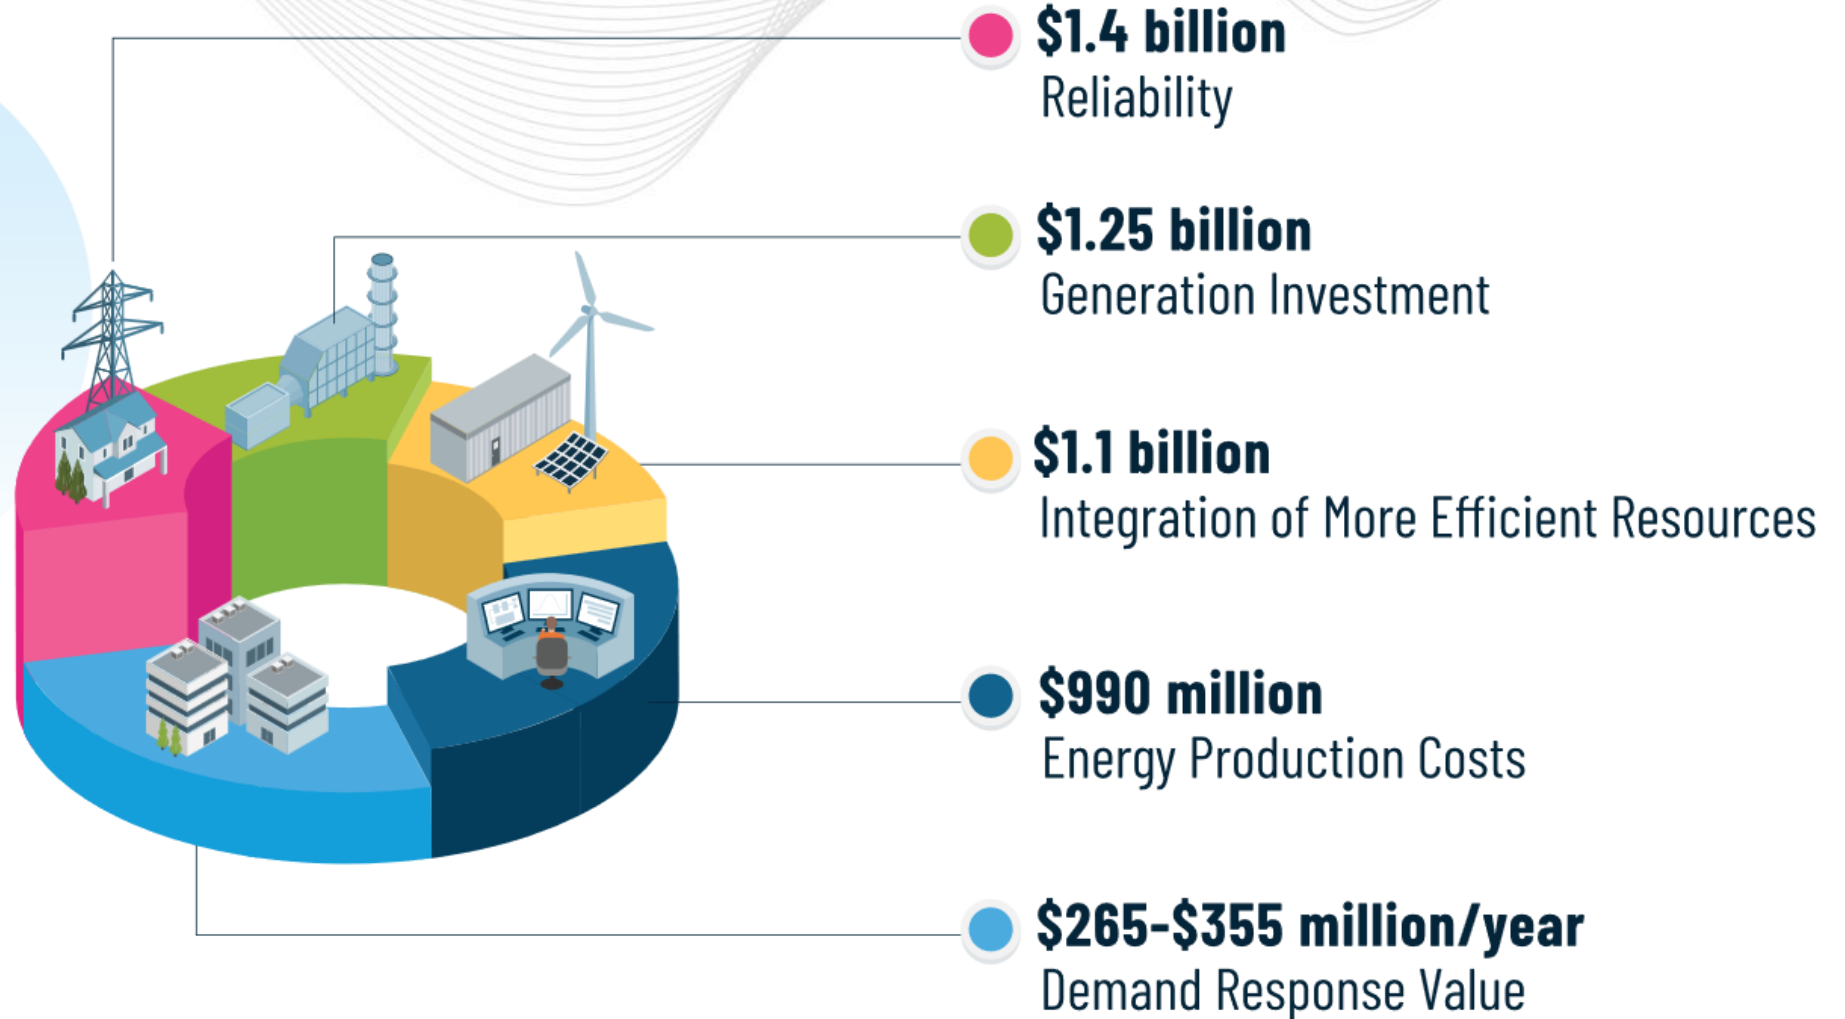 $1.4 billion
Reliability
$1.25 billion
Generation Investment
$1.1 billion
Integration of More Efficient Resources
$990 million
Energy Production Costs
$265-$355 million/year
Demand Response Value